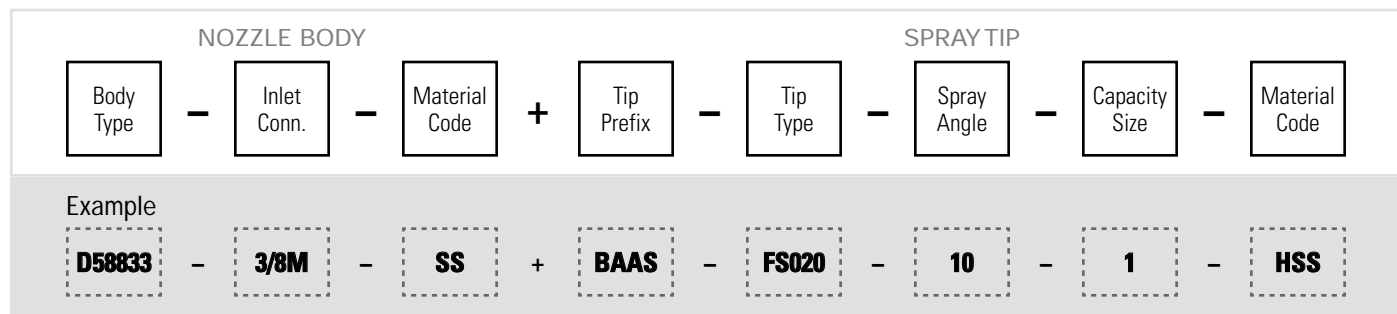 NOZZLE BODY SPRAY TIP
Body Type – Inlet Conn. – Material Code + Tip Prefix – Tip Type – Spray Angle – Capacity Size – Material Code
Example
D58833 – 3/8M – SS + BAAS – FS020 – 10 – 1 – HSS